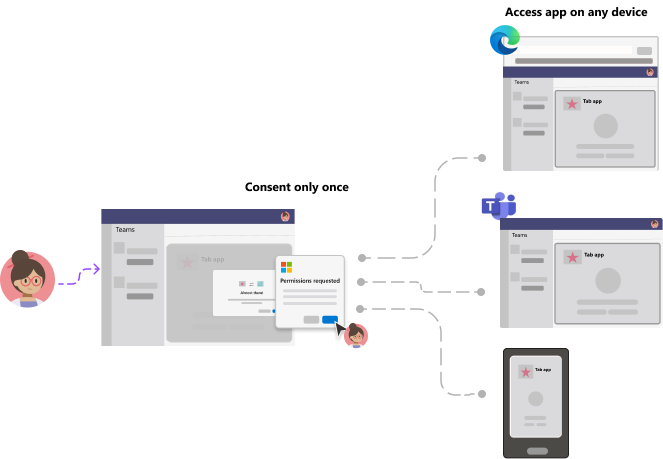 Access app on any device
Teams
Tab app
Consent only once
Teams
Tab app
Almost there!
Permissions requested
T
Teams
Tab app
Tab app